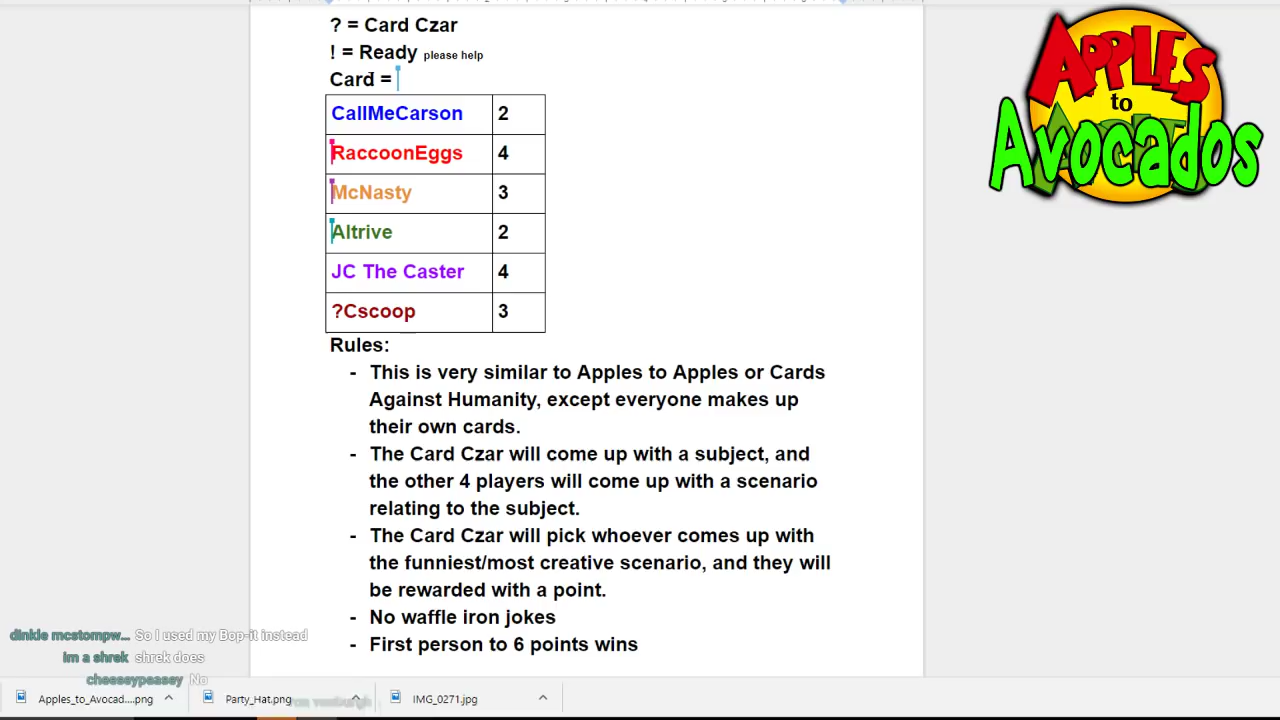 ? = Card Czar
! = Ready please help
Card =
CallMeCarson 2
RaccoonEggs 4
McNasty 3
Altrive 2
JC The Caster 4
?Cscoop 3
Rules:
- This is very similar to Apples to Apples or Cards
Against Humanity, except everyone makes up
their own cards.
- The Card Czar will come up with a subject, and
the other 4 players will come up with a scenario
relating to the subject.
- The Card Czar will pick whoever comes up with
the funniest/most creative scenario, and they will
be rewarded with a point.
- No waffle iron jokes
- First person to 6 points wins
APPLES
to
Avocados
dinkle mcstompw... So I used my Bop-it instead
im a shrek shrek does
cheeseypeasey No
Apples_to_Avocad....png
Party_Hat.png
IMG_0271.jpg